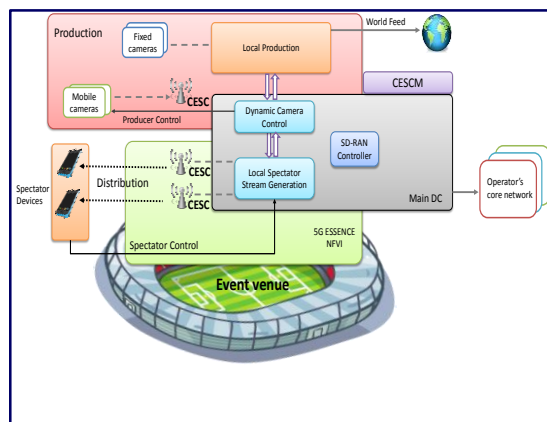 Production
World Feed
Fixed
cameras
Local Production
Mobile
cameras
CESC
CESCM
Producer Control
Dynamic Camera
Control
SD-RAN
Controller
Spectator
Devices
Distribution
CESC
CESC
Local Spectator
Stream Generation
Main DC
Operator's
core network
Spectator Control
5G ESSENCE
NFVI
Event venue